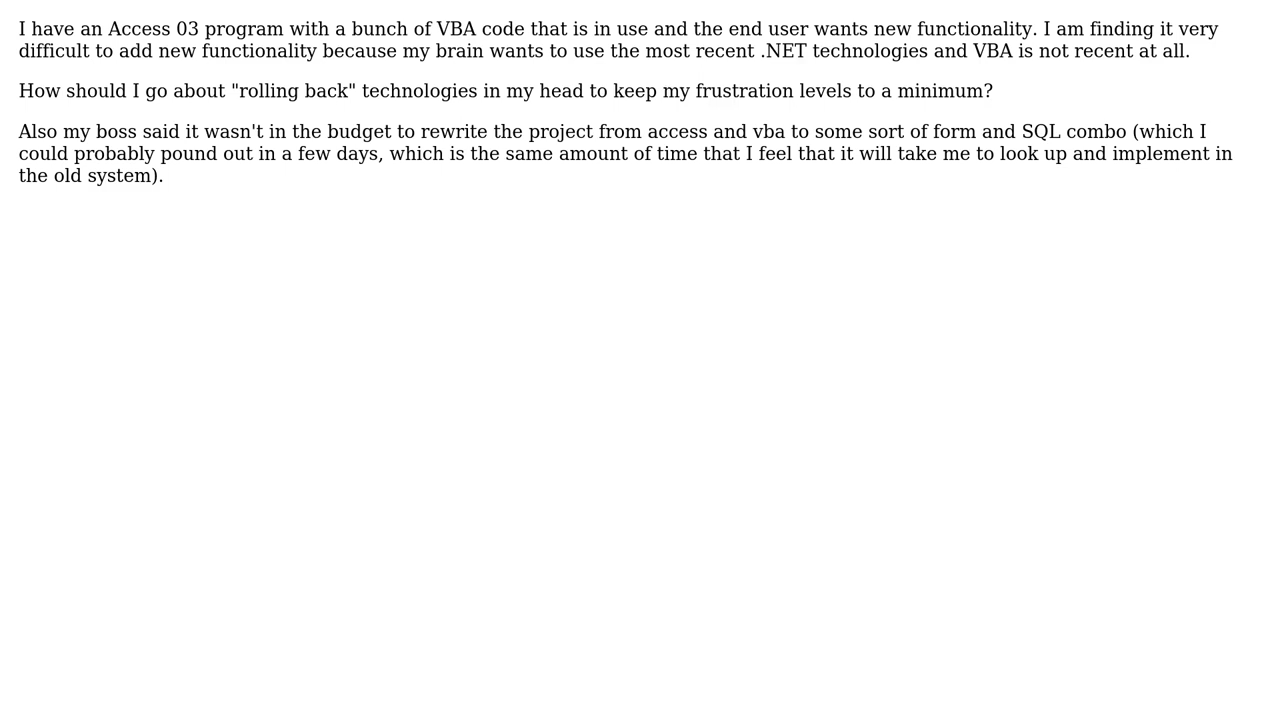 I have an Access 03 program with a bunch of VBA code that is in use and the end user wants new functionality. I am finding it very
difficult to add new functionality because my brain wants to use the most recent .NET technologies and VBA is not recent at all.
How should I go about "rolling back" technologies in my head to keep my frustration levels to a minimum?
Also my boss said it wasn't in the budget to rewrite the project from access and vba to some sort of form and SQL combo (which I
could probably pound out in a few days, which is the same amount of time that I feel that it will take me to look up and implement in
the old system).